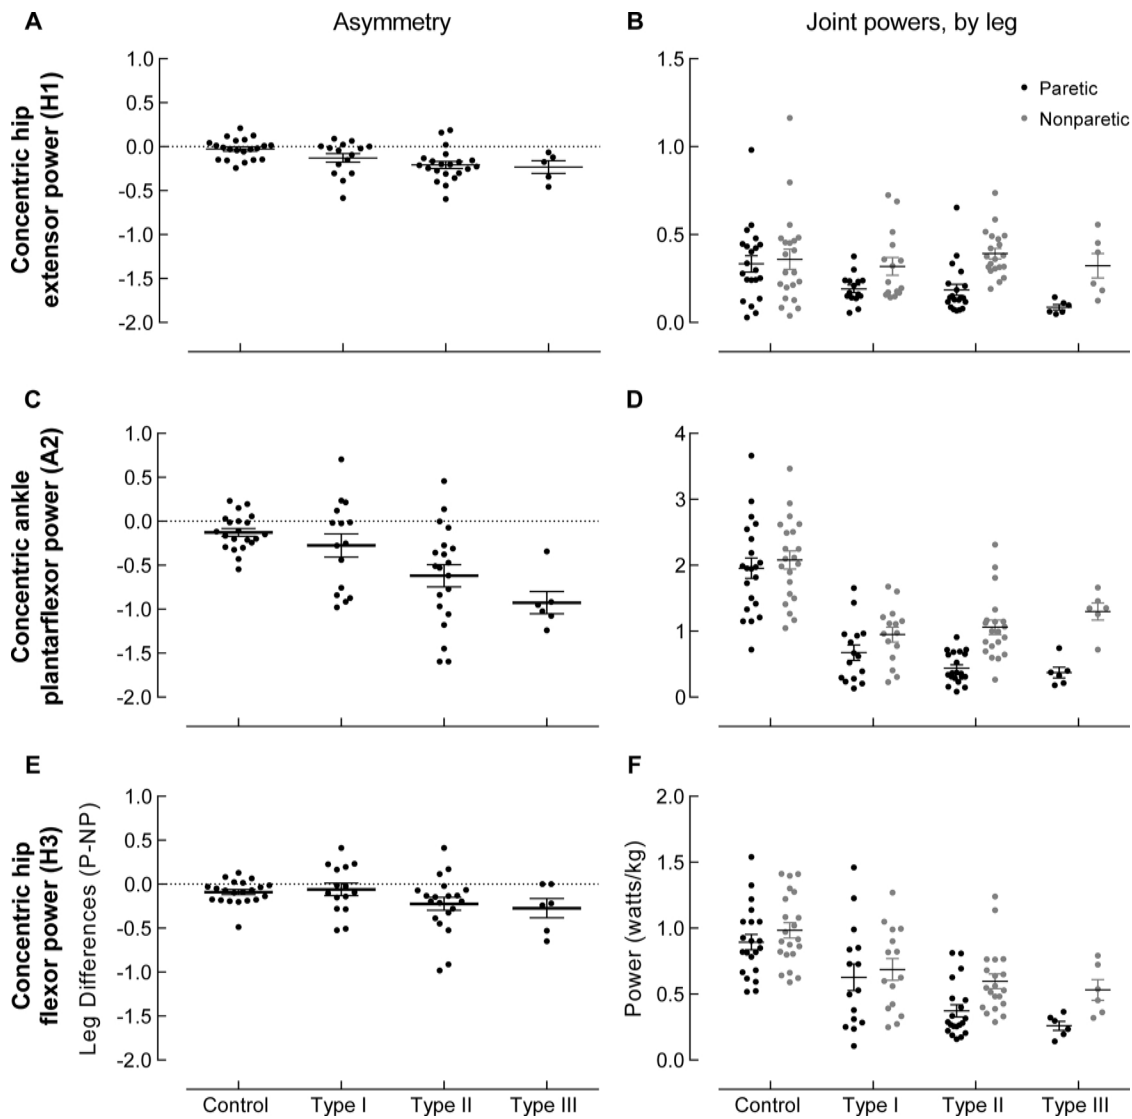 A
Asymmetry
B
Joint powers, by leg
Concentric hip
extensor power (H1)
1.0
0.5
0.0
-0.5
-1.0
-1.5
-2.0
1.5
1.0
0.5
0.0
Paretic
Nonparetic
C
D
Concentric ankle
plantarflexor power (A2)
1.0
0.5
0.0
-0.5
-1.0
-1.5
-2.0
4
3
2
1
0
E
F
Concentric hip
flexor power (H3)
Leg Differences (P-NP)
1.0
0.5
0.0
-0.5
-1.0
-1.5
-2.0
Power (watts/kg)
2.0
1.5
1.0
0.5
0.0
Control Type I Type II Type III
Control Type I Type II Type III